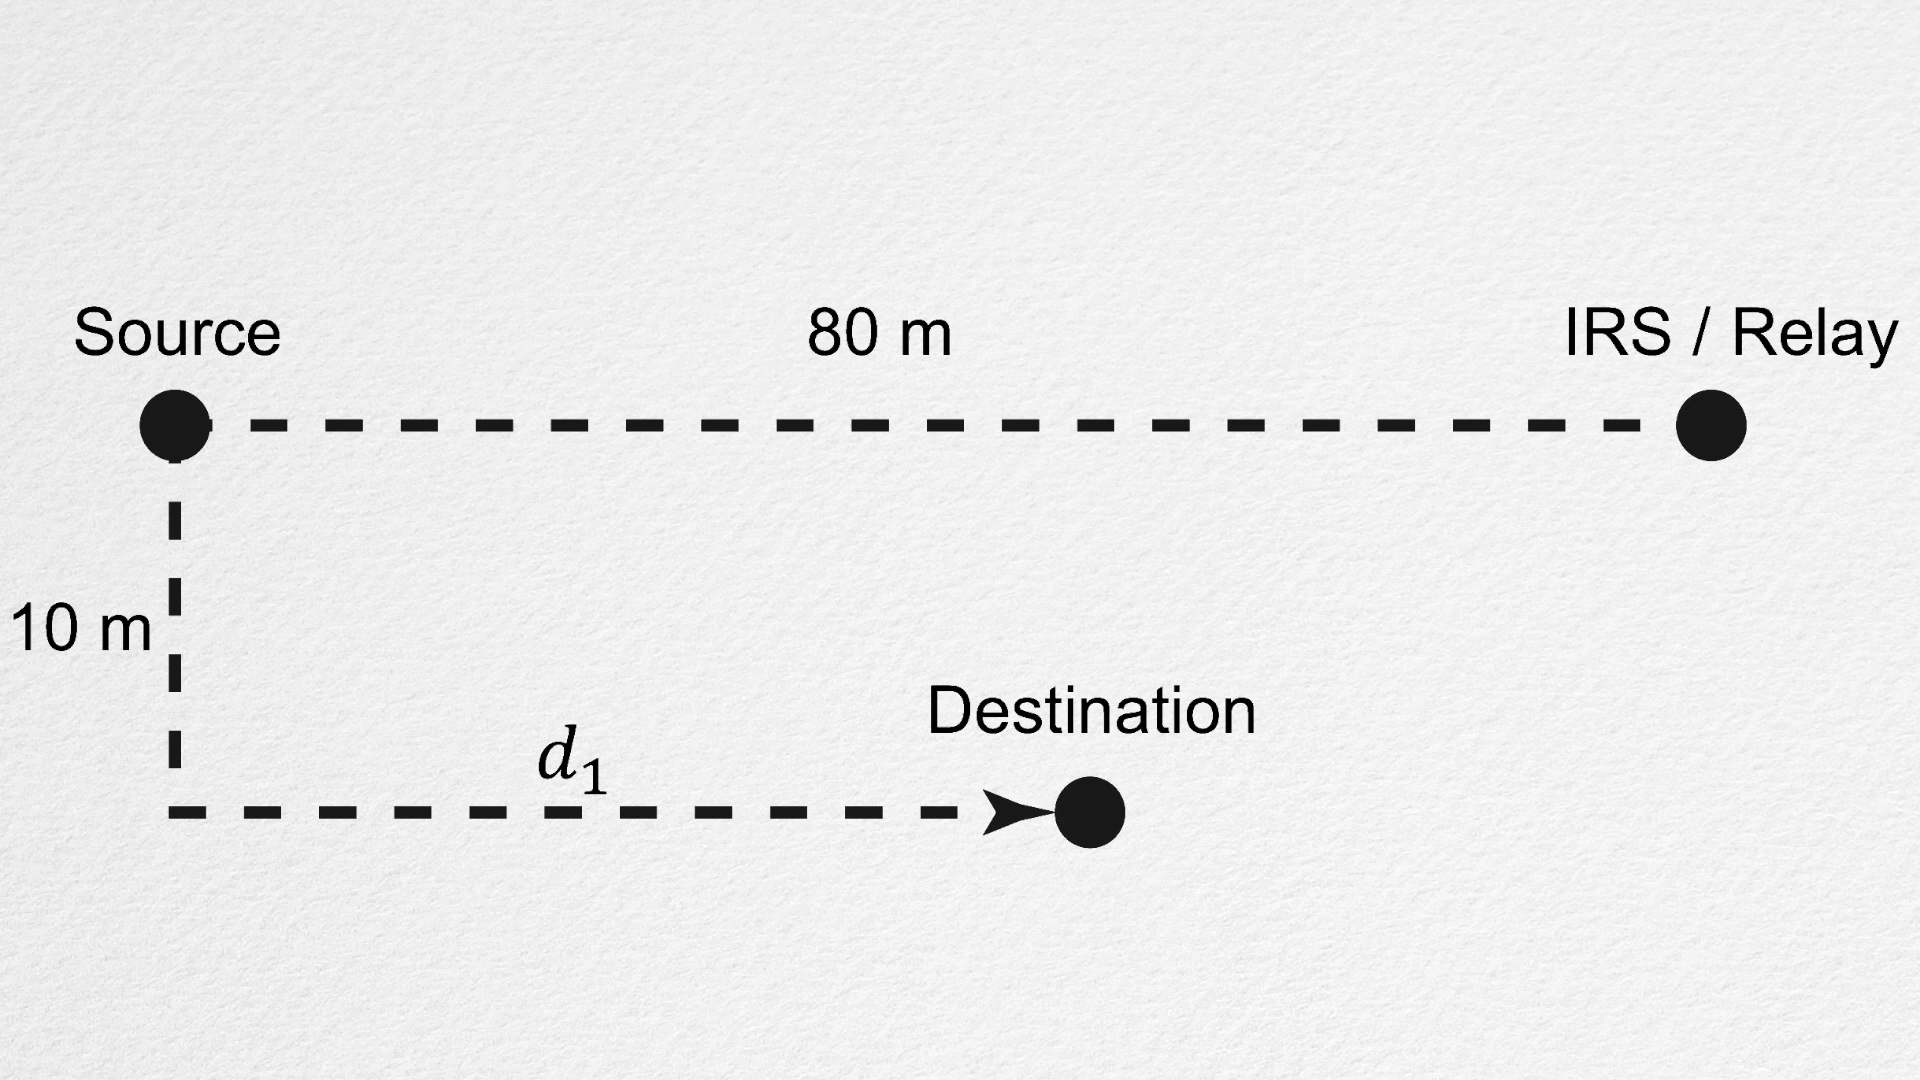 Source
80 m
IRS / Relay
10 m
Destination
d₁